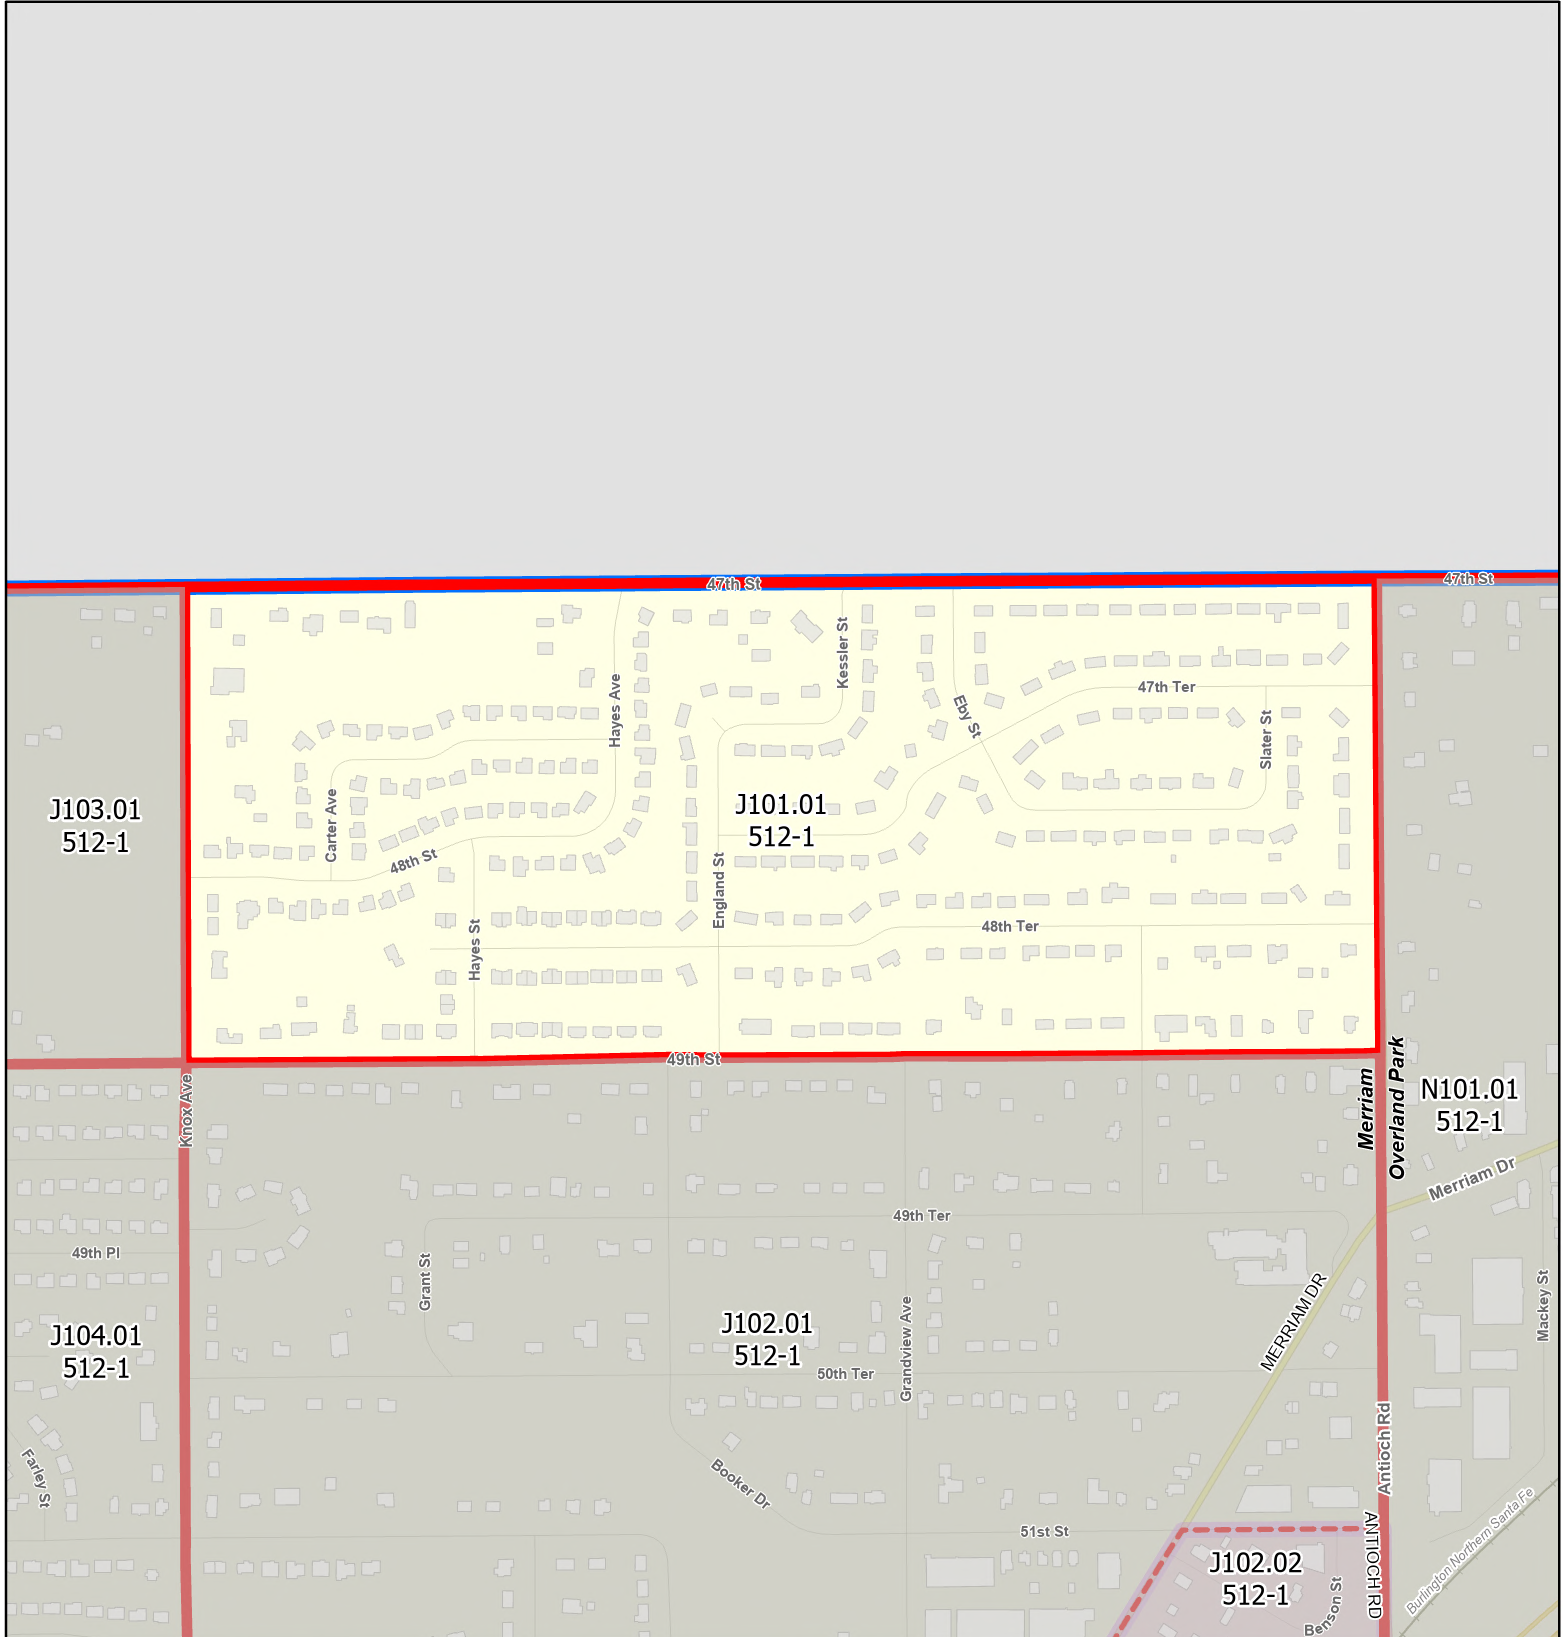 47th St
47th St
Kessler St
Hayes Ave
47th Ter
Eby St
Slater St
J103.01
512-1
J101.01
512-1
Carter Ave
48th St
England St
Hayes St
48th Ter
49th St
Knox Ave
Merriam
Overland Park
N101.01
512-1
Merriam Dr
49th Ter
49th Pl
Grant St
Mackey St
MERRIAM DR
J104.01
512-1
J102.01
512-1
Grandview Ave
50th Ter
Antioch Rd
Farley St
Booker Dr
Burlington Northern Santa Fe
51st St
ANTIOCH RD
J102.02
512-1
Benson St